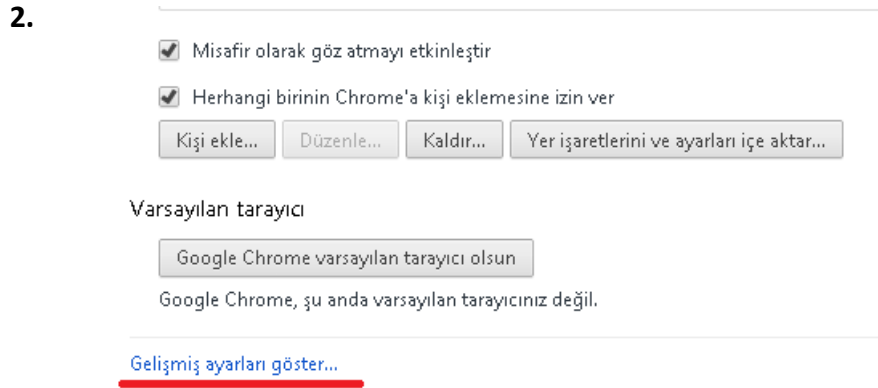 2.
Misafir olarak göz atmayı etkinleştir
Herhangi birinin Chrome'a kişi eklemesine izin ver
Kişi ekle... Düzenle... Kaldır... Yer işaretlerini ve ayarları içe aktar...
Varsayılan tarayıcı
Google Chrome varsayılan tarayıcı olsun
Google Chrome, şu anda varsayılan tarayıcınız değil.
Gelişmiş ayarları göster...